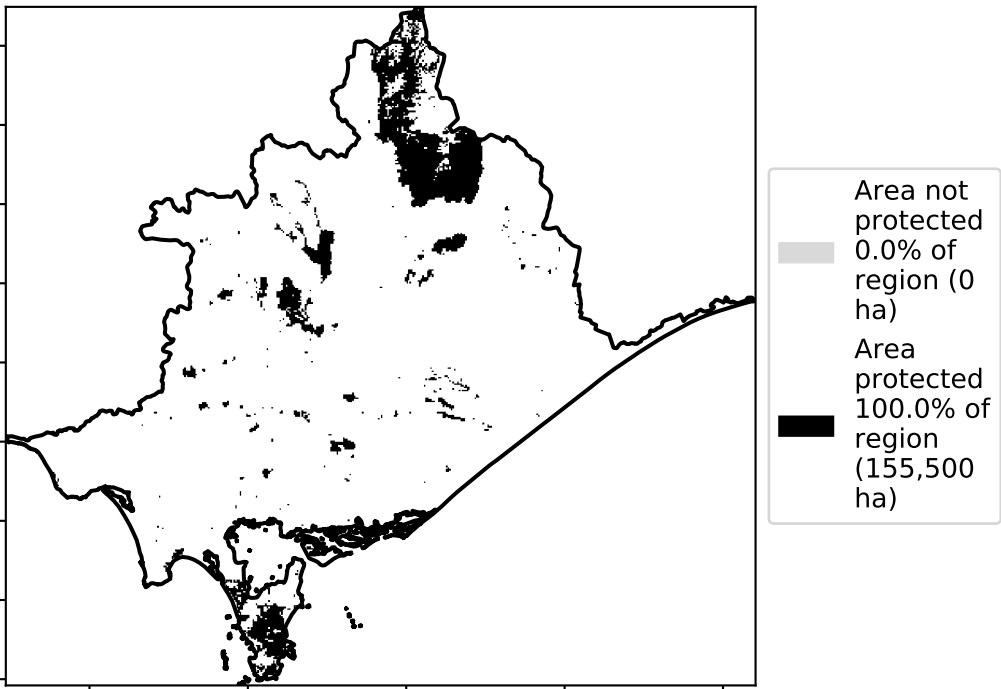 Area not
protected
0.0% of
region (0
ha)
Area
protected
100.0% of
region
(155,500
ha)